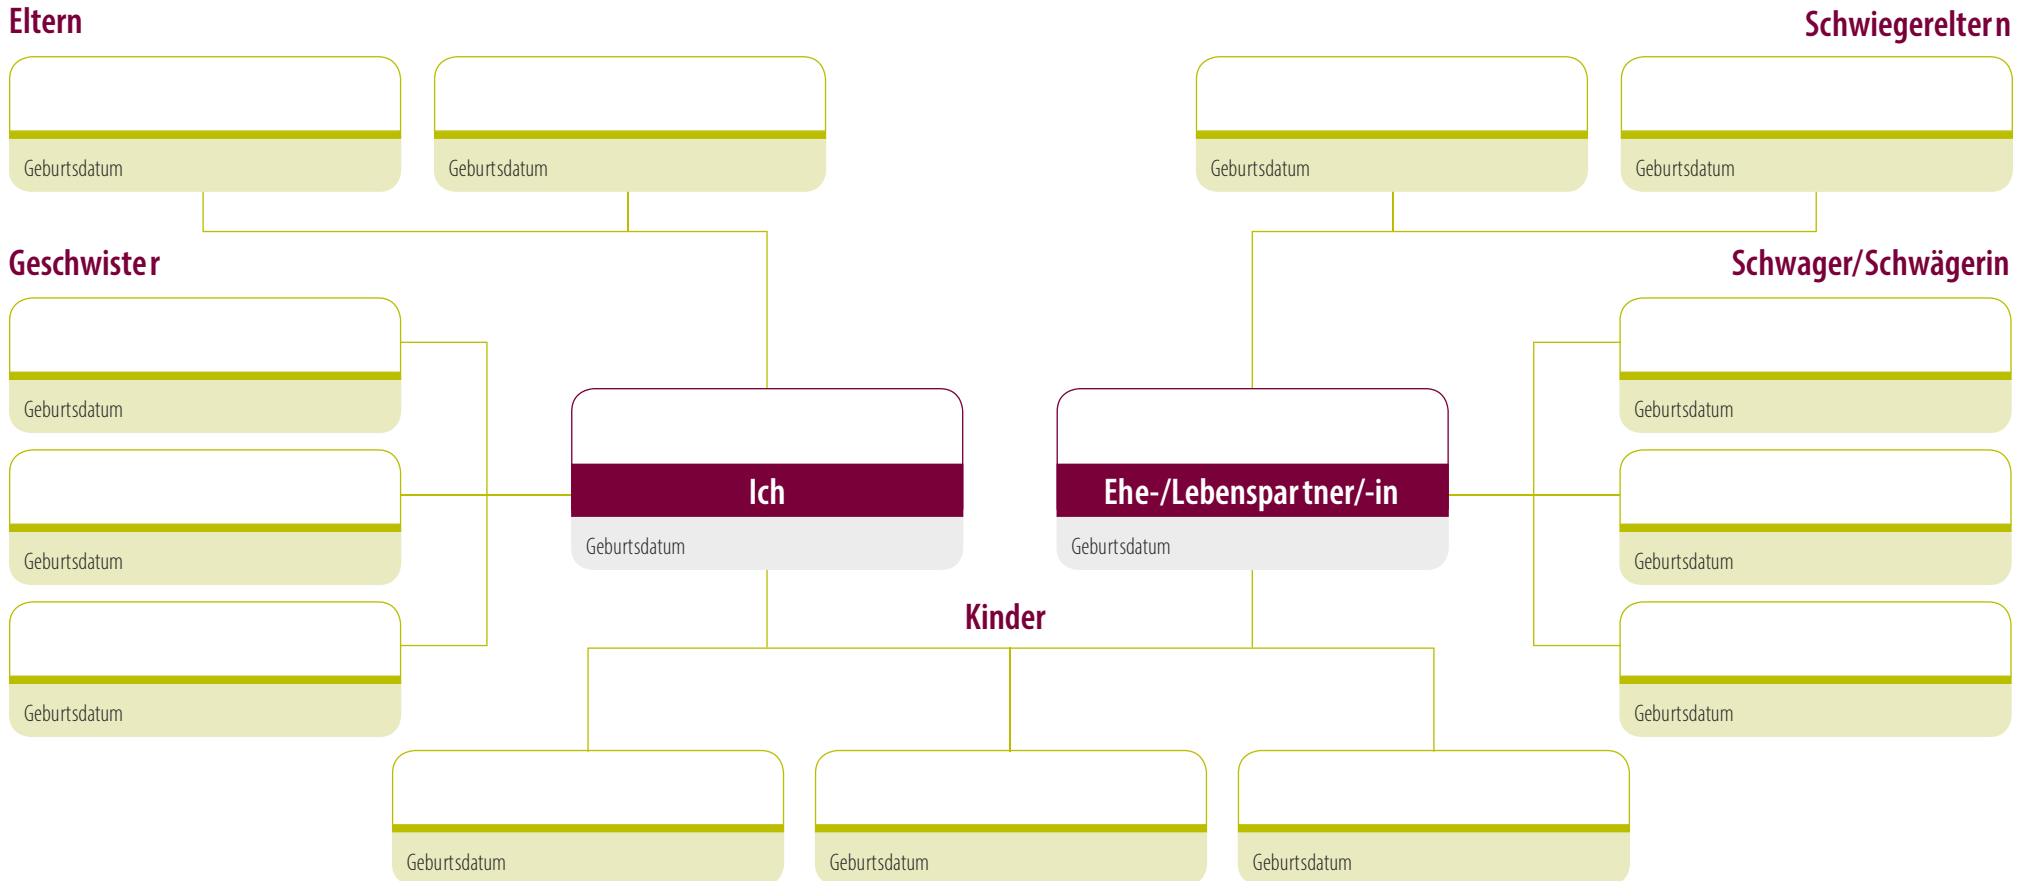 Eltern
Schwiegereltern
Geburtsdatum
Geburtsdatum
Geburtsdatum
Geburtsdatum
Geschwister
Schwager/Schwägerin
Geburtsdatum
Geburtsdatum
Ich
Ehe-/Lebenspartner/-in
Geburtsdatum
Geburtsdatum
Geburtsdatum
Geburtsdatum
Kinder
Geburtsdatum
Geburtsdatum
Geburtsdatum
Geburtsdatum
Geburtsdatum